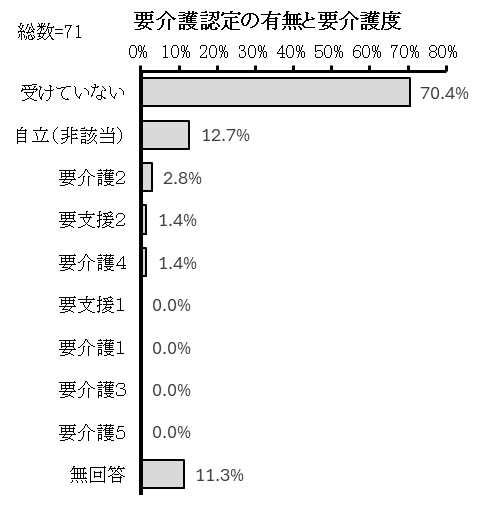 要介護認定の有無と要介護度
総数=71
0% 10% 20% 30% 40% 50% 60% 70% 80%
受けていない 70.4%
自立(非該当) 12.7%
要介護2 2.8%
要支援2 1.4%
要介護4 1.4%
要支援1 0.0%
要介護1 0.0%
要介護3 0.0%
要介護5 0.0%
無回答 11.3%